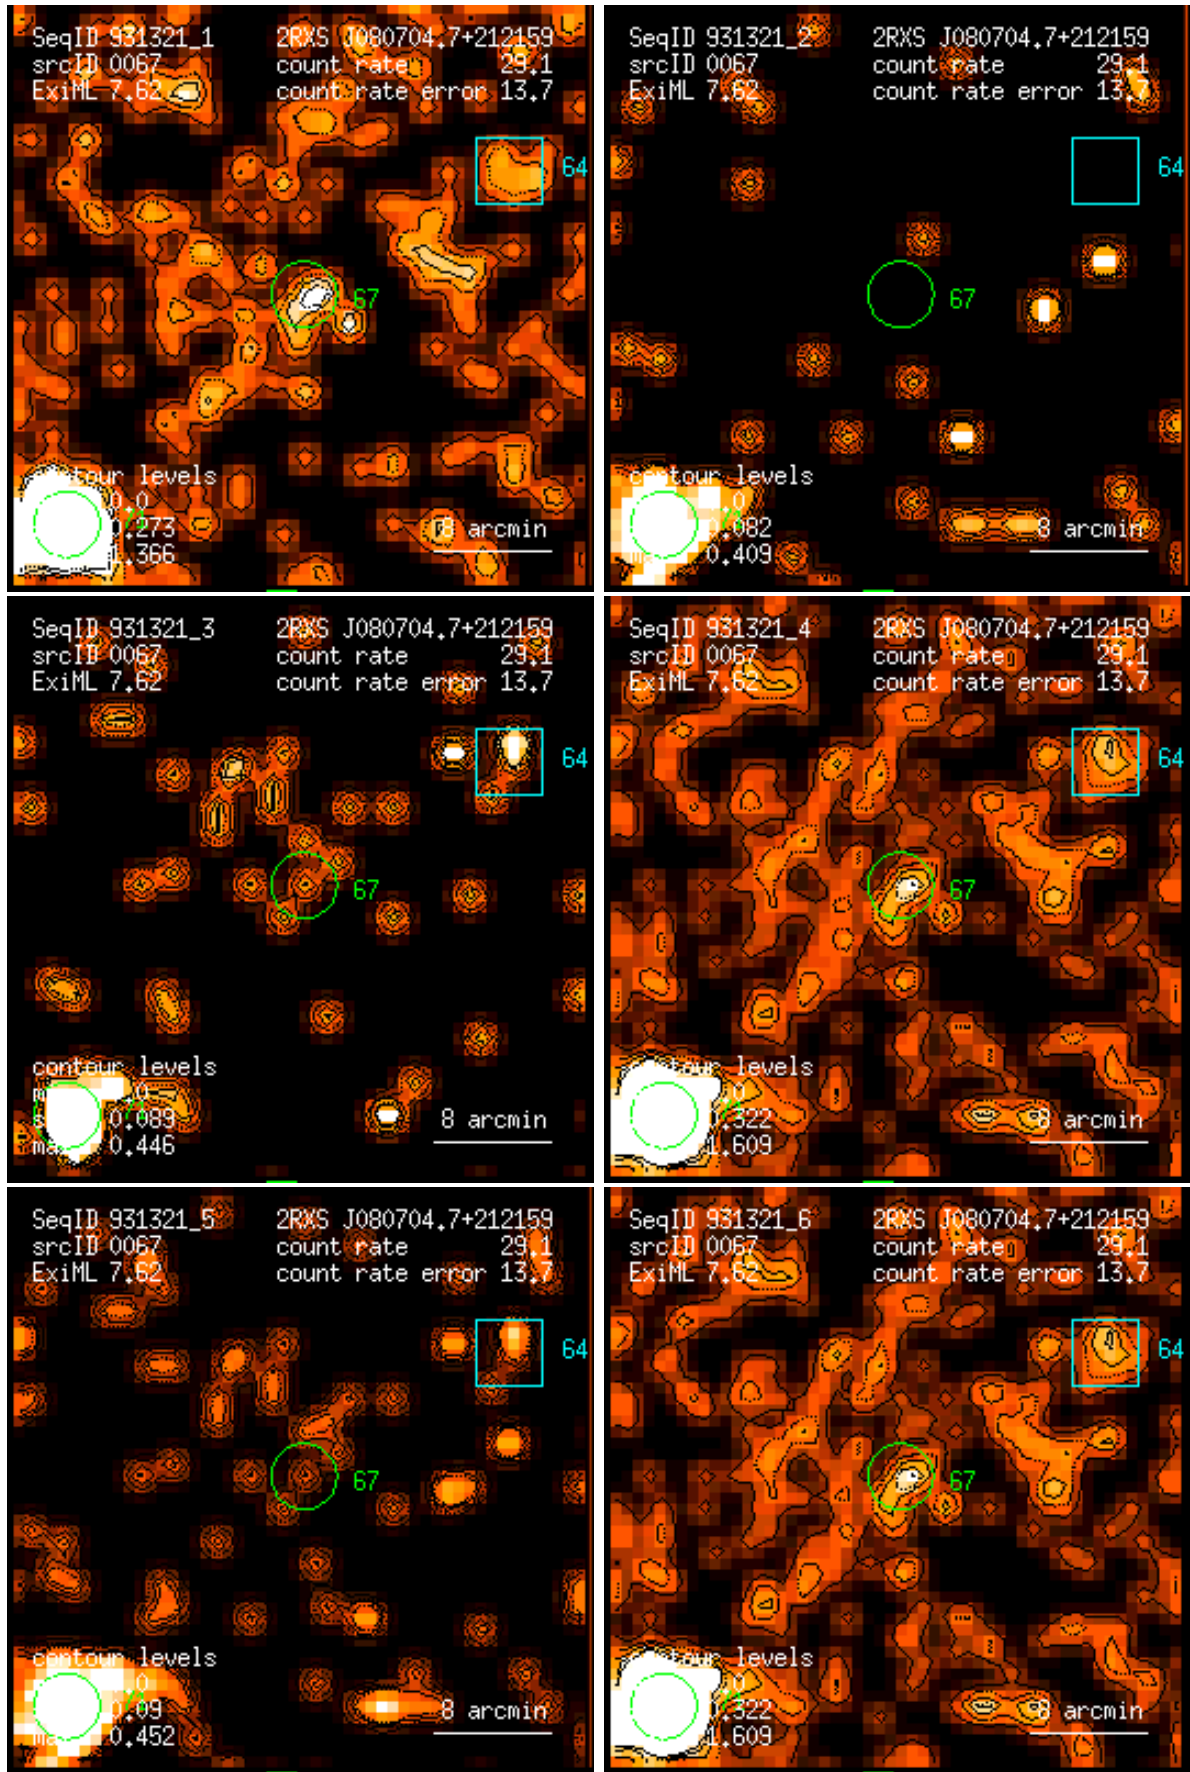 SeqID 931321_1 2RXS J080704.7+212159
srcID 0067 count rate 29.1
ExiML 7.62 count rate error 13.7
64
67
contour levels
0.0
0.273
1.366
8 arcmin
SeqID 931321_2 2RXS J080704.7+212159
srcID 0067 count rate 29.1
ExiML 7.62 count rate error 13.7
64
67
contour levels
.0
0.082
0.409
8 arcmin
SeqID 931321_3 2RXS J080704.7+212159
srcID 0067 count rate 29.1
ExiML 7.62 count rate error 13.7
64
67
contour levels
.0
0.089
0.446
8 arcmin
SeqID 931321_4 2RXS J080704.7+212159
srcID 0067 count rate 29.1
ExiML 7.62 count rate error 13.7
64
67
contour levels
.0
0.322
1.609
8 arcmin
SeqID 931321_5 2RXS J080704.7+212159
srcID 0067 count rate 29.1
ExiML 7.62 count rate error 13.7
64
67
contour levels
.0
0.09
0.452
8 arcmin
SeqID 931321_6 2RXS J080704.7+212159
srcID 0067 count rate 29.1
ExiML 7.62 count rate error 13.7
64
67
contour levels
.0
0.322
1.609
8 arcmin